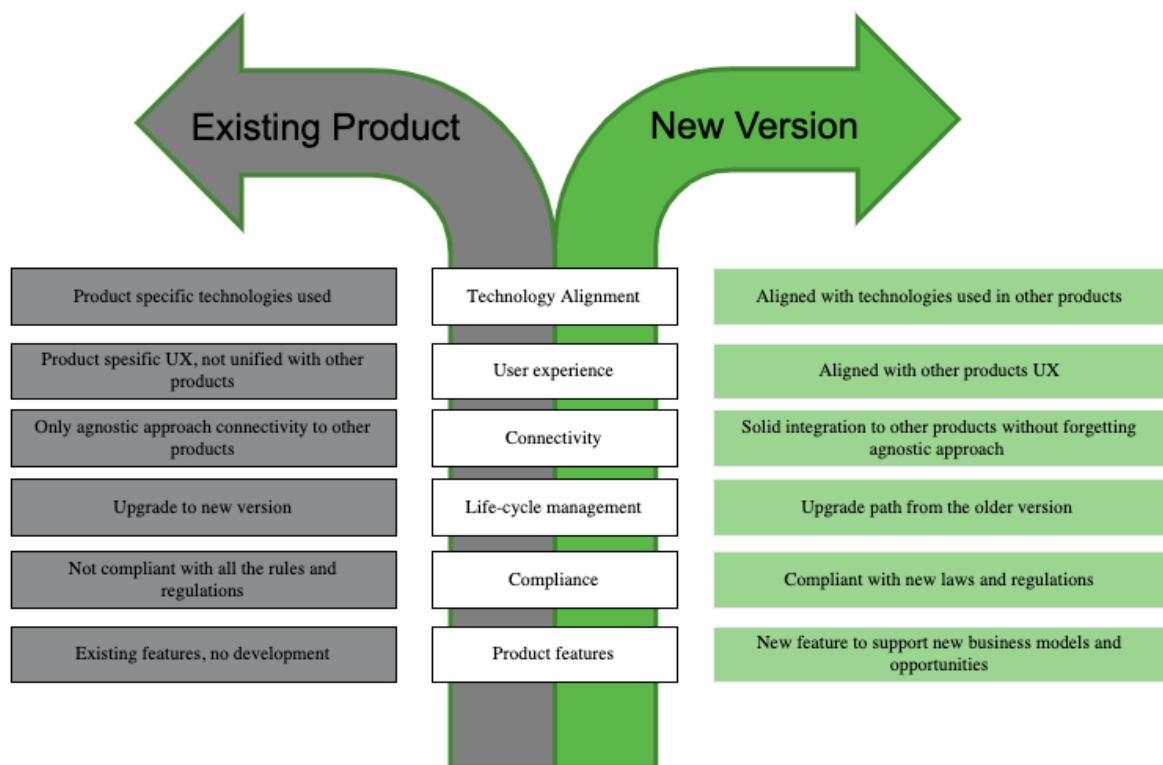 Existing Product
New Version
Product specific technologies used
Technology Alignment
Aligned with technologies used in other products
Product spesific UX, not unified with other
products
User experience
Aligned with other products UX
Only agnostic approach connectivity to other
products
Connectivity
Solid integration to other products without forgetting
agnostic approach
Upgrade to new version
Life-cycle management
Upgrade path from the older version
Not compliant with all the rules and
regulations
Compliance
Compliant with new laws and regulations
Existing features, no development
Product features
New feature to support new business models and
opportunities